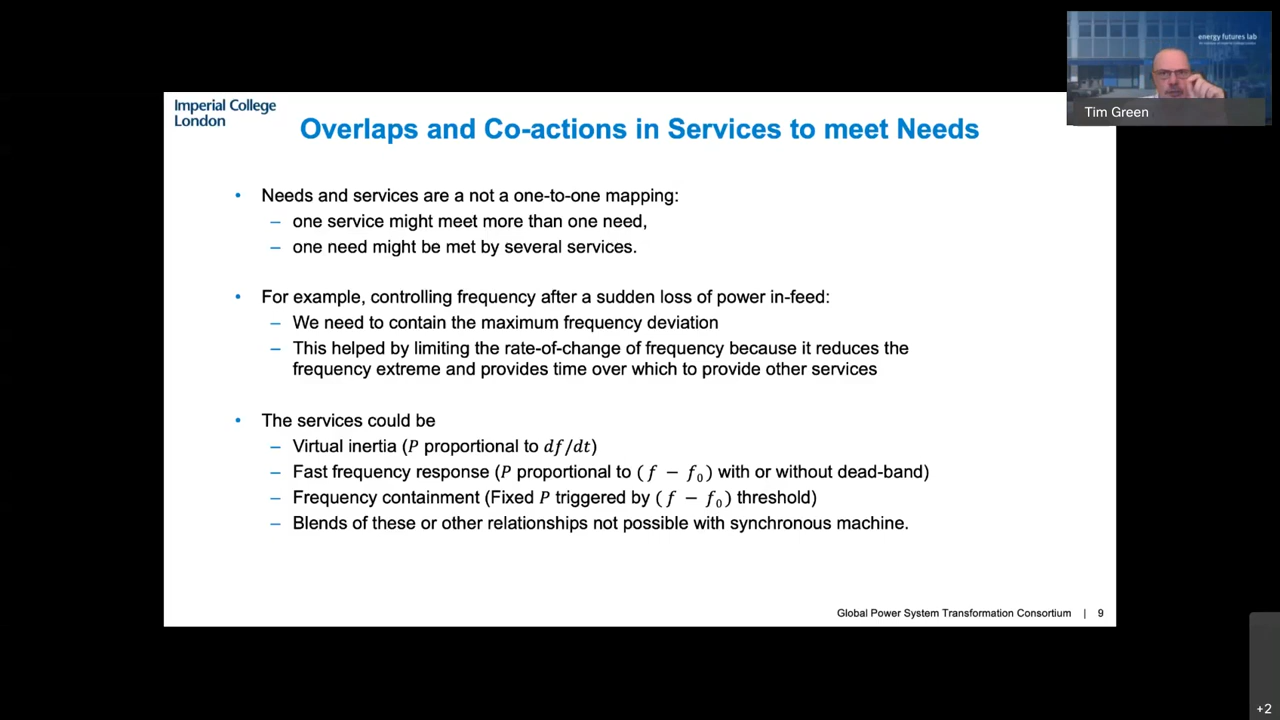 energy futures lab
Tim Green
Imperial College
London
Overlaps and Co-actions in Services to meet Needs
• Needs and services are a not a one-to-one mapping:
– one service might meet more than one need,
– one need might be met by several services.
• For example, controlling frequency after a sudden loss of power in-feed:
– We need to contain the maximum frequency deviation
– This helped by limiting the rate-of-change of frequency because it reduces the
frequency extreme and provides time over which to provide other services
• The services could be
– Virtual inertia (P proportional to df/dt)
– Fast frequency response (P proportional to (f − f₀) with or without dead-band)
– Frequency containment (Fixed P triggered by (f − f₀) threshold)
– Blends of these or other relationships not possible with synchronous machine.
Global Power System Transformation Consortium | 9
+2